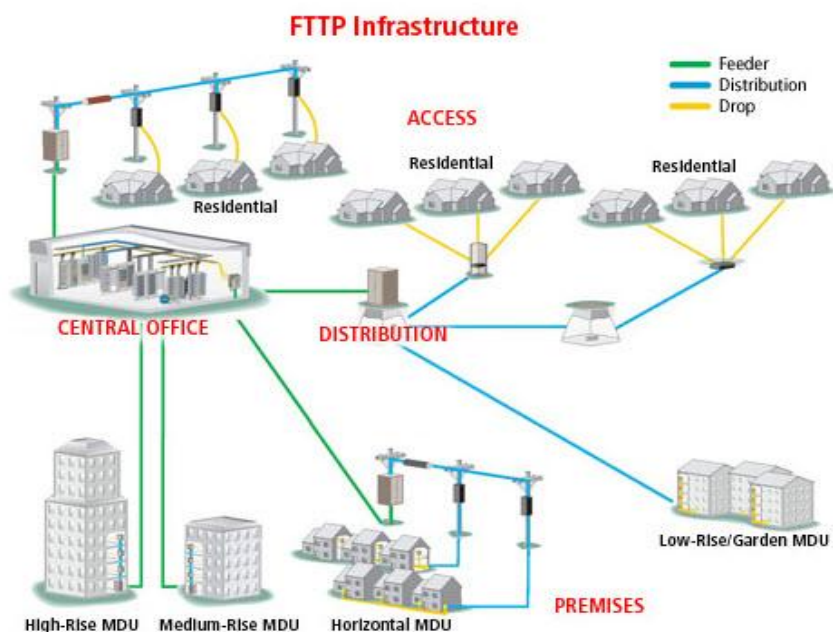 FTTP Infrastructure
Feeder
Distribution
Drop
ACCESS
Residential
Residential
Residential
CENTRAL OFFICE
DISTRIBUTION
Low-Rise/Garden MDU
PREMISES
High-Rise MDU
Medium-Rise MDU
Horizontal MDU